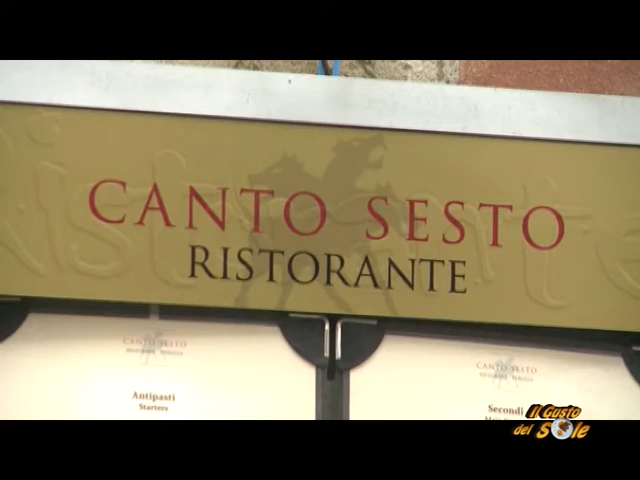 CANTO SESTO
RISTORANTE
CANTO SESTO
Antipasti
Starters
CANTO SESTO
Secondi
il Gusto
del Sole